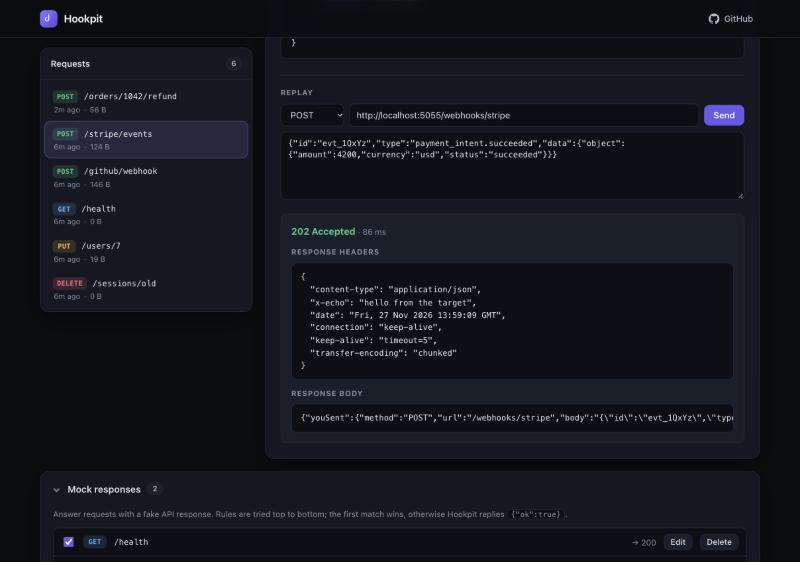 Hookpit
GitHub
Requests 6
POST /orders/1042/refund
2m ago · 56 B
POST /stripe/events
6m ago · 124 B
POST /github/webhook
6m ago · 146 B
GET /health
6m ago · 0 B
PUT /users/7
6m ago · 19 B
DELETE /sessions/old
6m ago · 0 B
}
REPLAY
POST http://localhost:5055/webhooks/stripe Send
{"id":"evt_1QxYz","type":"payment_intent.succeeded","data":{"object":
{"amount":4200,"currency":"usd","status":"succeeded"}}}
202 Accepted · 86 ms
RESPONSE HEADERS
{
"content-type": "application/json",
"x-echo": "hello from the target",
"date": "Fri, 27 Nov 2026 13:59:09 GMT",
"connection": "keep-alive",
"keep-alive": "timeout=5",
"transfer-encoding": "chunked"
}
RESPONSE BODY
{"youSent":{"method":"POST","url":"/webhooks/stripe","body":"{\"id\":\"evt_1QxYz\",\"typ
Mock responses 2
Answer requests with a fake API response. Rules are tried top to bottom; the first match wins, otherwise Hookpit replies {"ok":true} .
GET /health → 200 Edit Delete